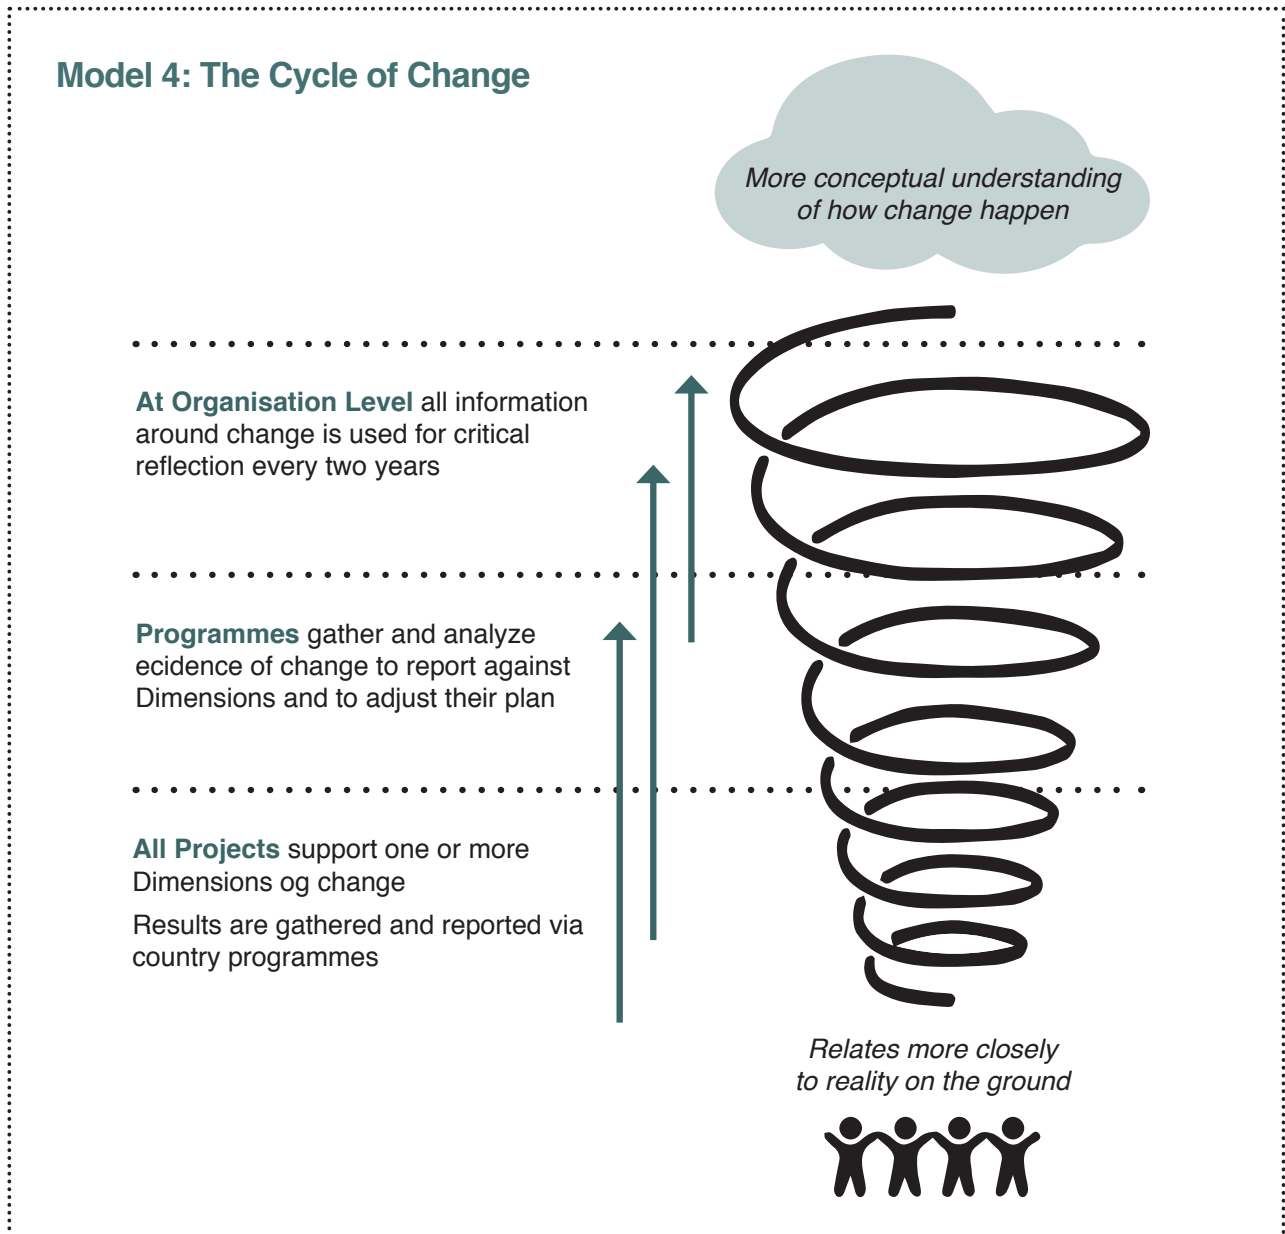 Model 4: The Cycle of Change
More conceptual understanding
of how change happen
At Organisation Level all information
around change is used for critical
reflection every two years
Programmes gather and analyze
ecidence of change to report against
Dimensions and to adjust their plan
All Projects support one or more
Dimensions og change
Results are gathered and reported via
country programmes
Relates more closely
to reality on the ground